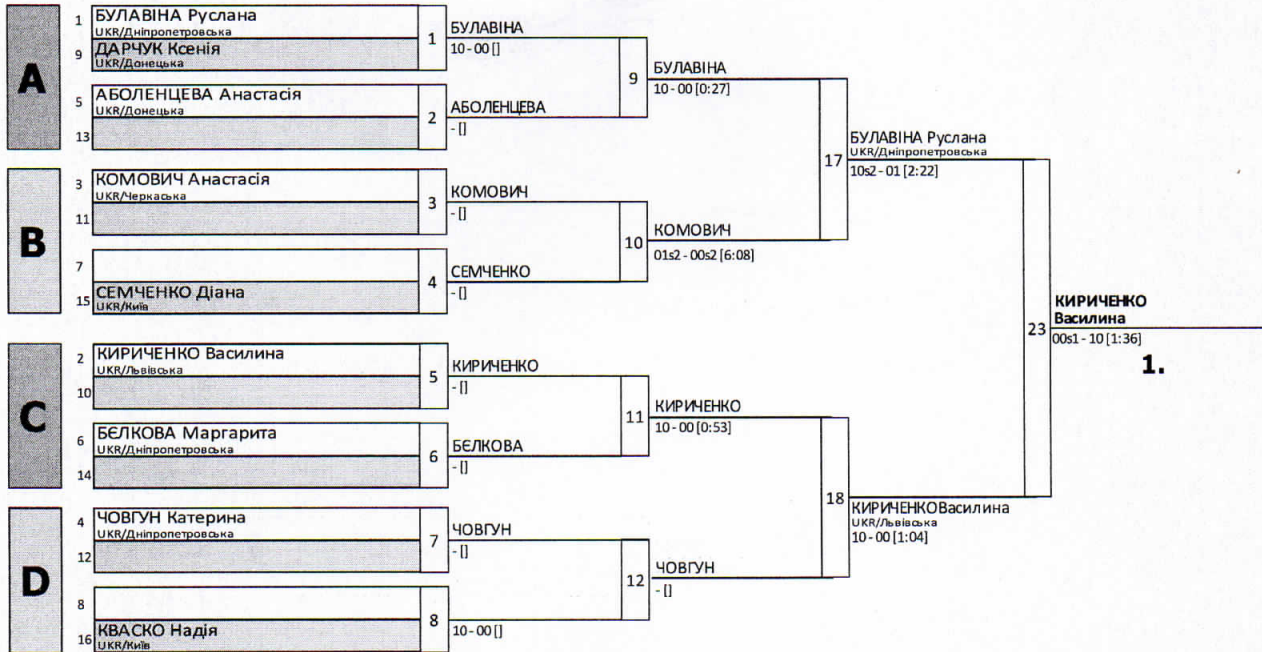 A
1 БУЛАВІНА Руслана
UKR/Дніпропетровська
9 ДАРЧУК Ксенія
UKR/Донецька
1
БУЛАВІНА
10 - 00 []
5 АБОЛЕНЦЕВА Анастасія
UKR/Донецька
13
2
АБОЛЕНЦЕВА
- []
9
БУЛАВІНА
10 - 00 [0:27]
B
3 КОМОВИЧ Анастасія
UKR/Черкаська
11
3
КОМОВИЧ
- []
7
15 СЕМЧЕНКО Діана
UKR/Київ
4
СЕМЧЕНКО
- []
10
КОМОВИЧ
01s2 - 00s2 [6:08]
17
БУЛАВІНА Руслана
UKR/Дніпропетровська
10s2 - 01 [2:22]
C
2 КИРИЧЕНКО Василина
UKR/Львівська
10
5
КИРИЧЕНКО
- []
6 БЄЛКОВА Маргарита
UKR/Дніпропетровська
14
6
БЄЛКОВА
- []
11
КИРИЧЕНКО
10 - 00 [0:53]
D
4 ЧОВГУН Катерина
UKR/Дніпропетровська
12
7
ЧОВГУН
- []
8
16 КВАСКО Надія
UKR/Київ
8
10 - 00 []
12
ЧОВГУН
- []
18
КИРИЧЕНКОВасилина
UKR/Львівська
10 - 00 [1:04]
23
КИРИЧЕНКО
Василина
00s1 - 10 [1:36]
1.